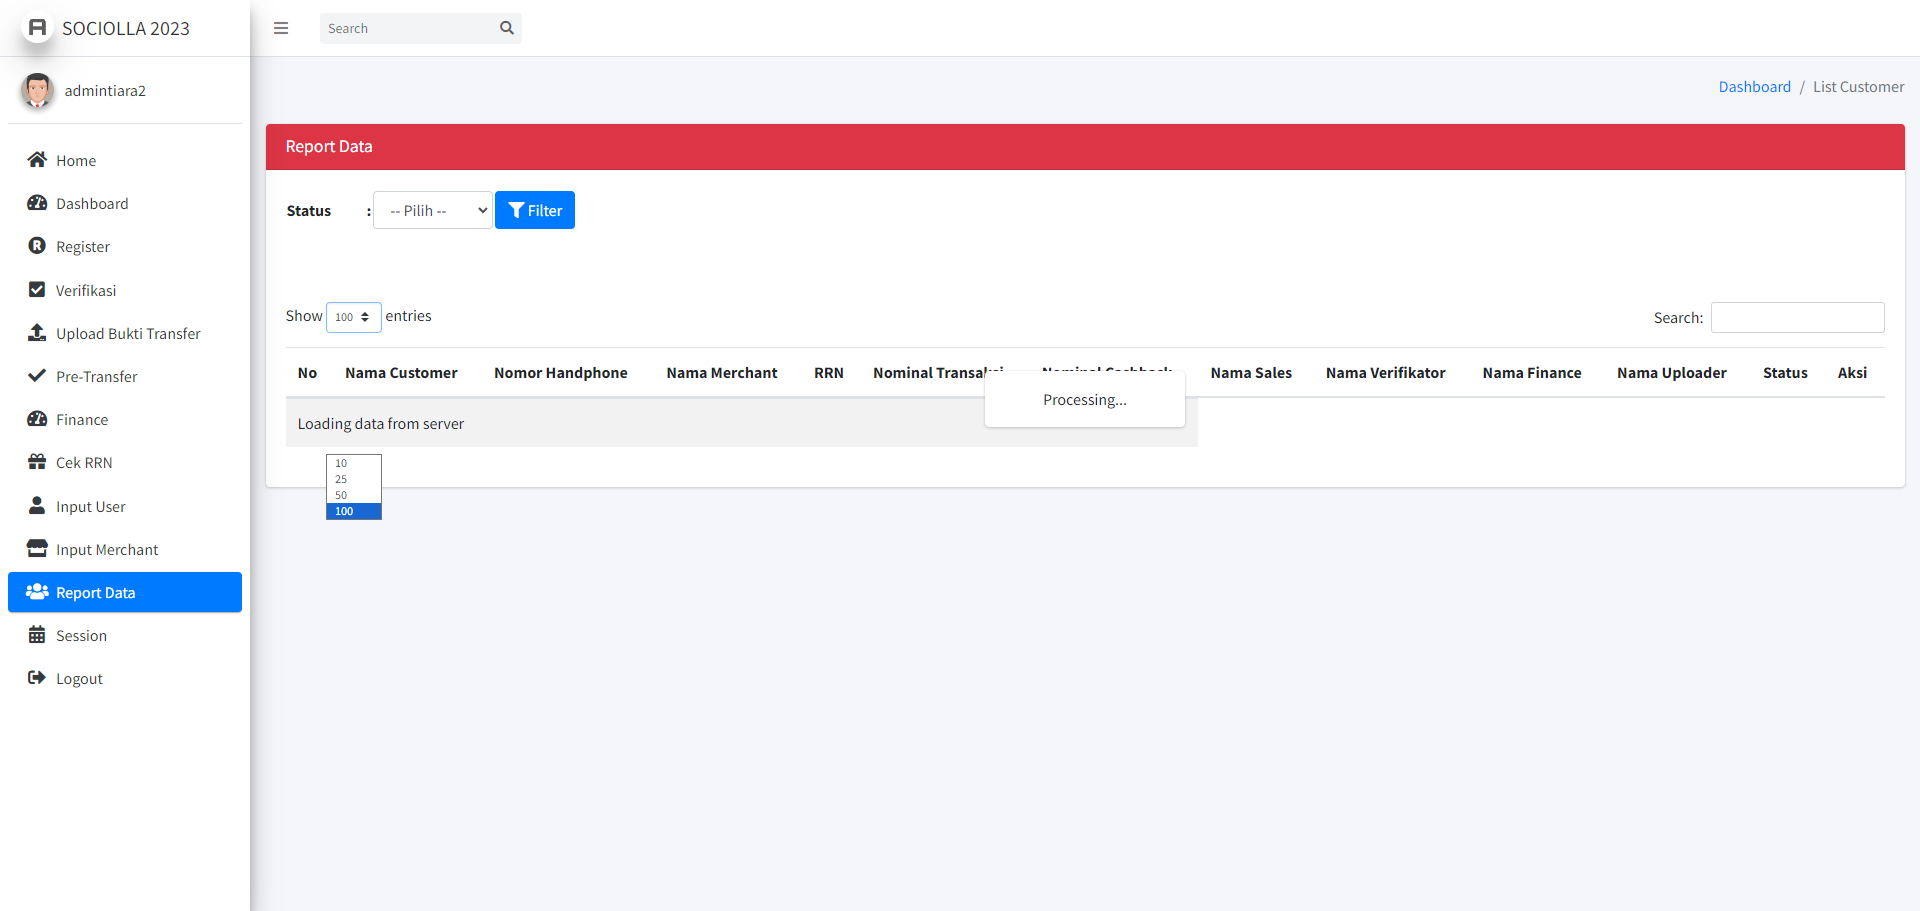 SOCIOLLA 2023
Search
admintiara2
Home
Dashboard
Register
Verifikasi
Upload Bukti Transfer
Pre-Transfer
Finance
Cek RRN
Input User
Input Merchant
Report Data
Session
Logout
Dashboard / List Customer
Report Data
Status : -- Pilih -- Filter
Show 100 entries
Search:
No Nama Customer Nomor Handphone Nama Merchant RRN Nominal Transaksi Nominal Cashback Nama Sales Nama Verifikator Nama Finance Nama Uploader Status Aksi
Processing...
Loading data from server
10
25
50
100